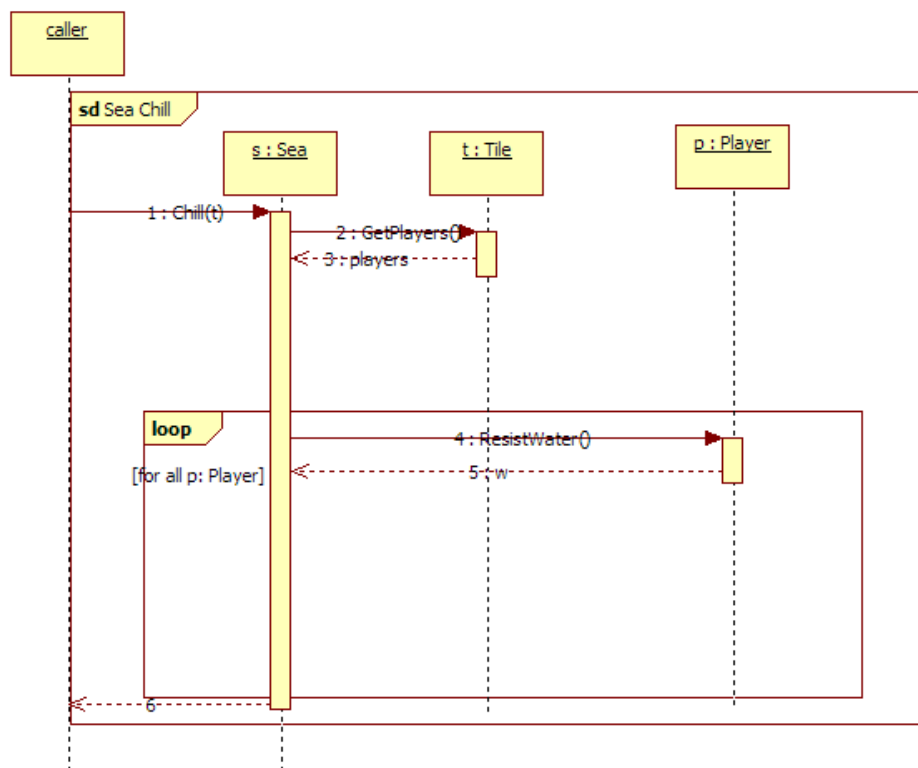 caller
sd Sea Chill
s : Sea
t : Tile
p : Player
1 : Chill(t)
2 : GetPlayers()
3 : players
loop
4 : ResistWater()
[for all p: Player]
5 : w
6